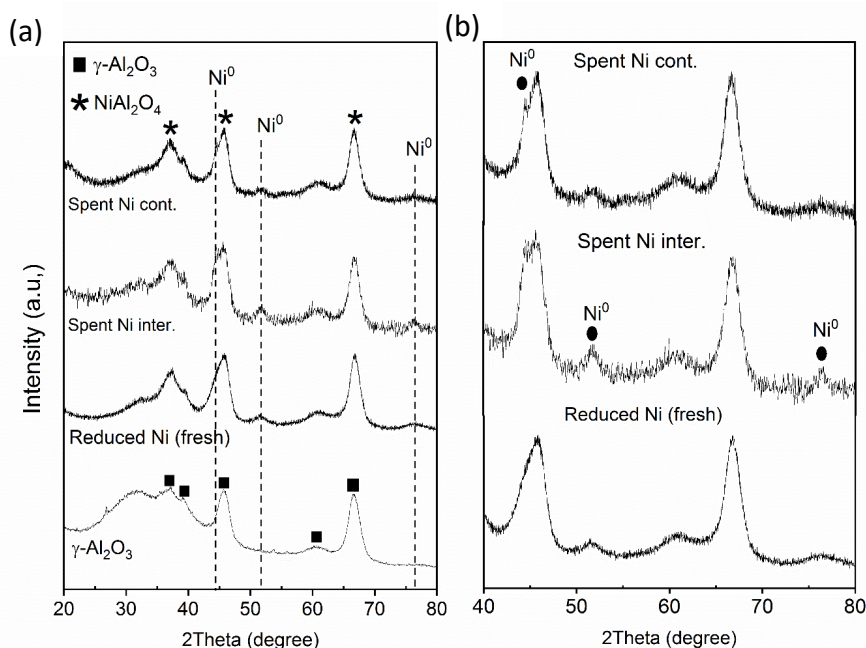 (a)
■ γ-Al2O3
* NiAl2O4
Ni0
Ni0
Ni0
Spent Ni cont.
Spent Ni inter.
Reduced Ni (fresh)
γ-Al2O3
Intensity (a.u,)
20 30 40 50 60 70 80
2Theta (degree)
(b)
Ni0
Spent Ni cont.
Spent Ni inter.
Ni0
Ni0
Reduced Ni (fresh)
40 50 60 70 80
2Theta (degree)